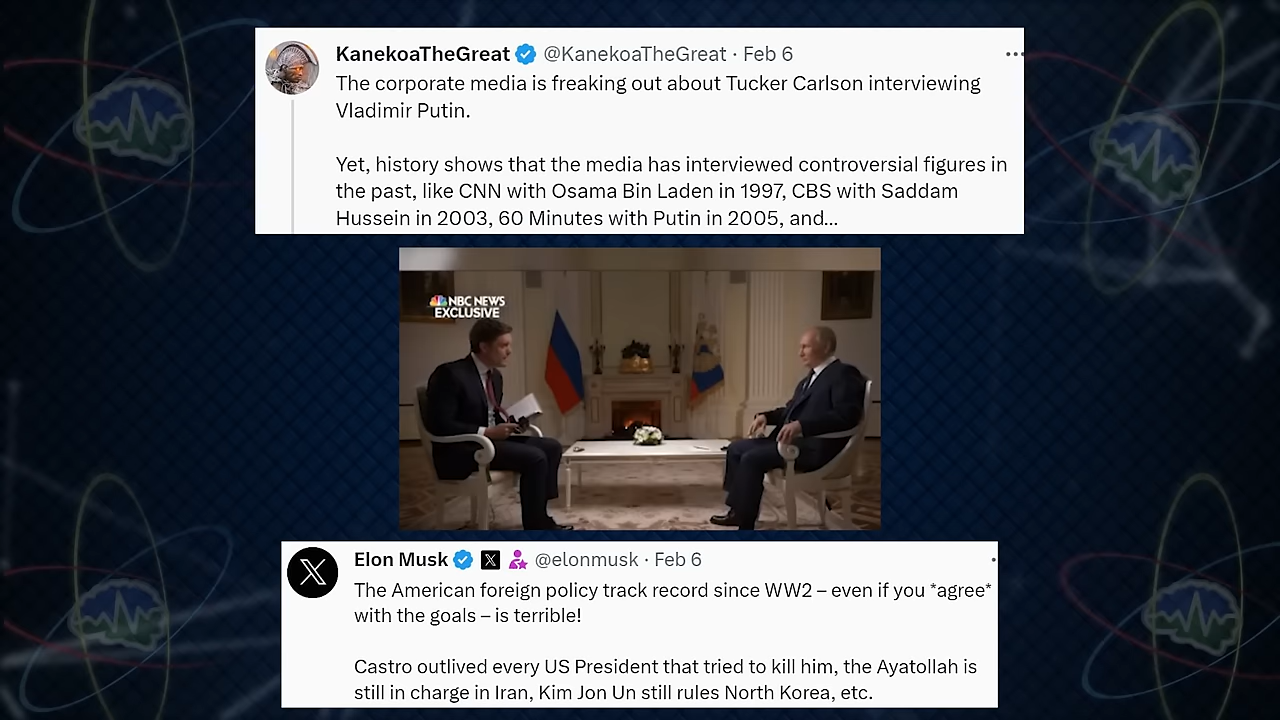 KanekoaTheGreat @KanekoaTheGreat · Feb 6
The corporate media is freaking out about Tucker Carlson interviewing
Vladimir Putin.
Yet, history shows that the media has interviewed controversial figures in
the past, like CNN with Osama Bin Laden in 1997, CBS with Saddam
Hussein in 2003, 60 Minutes with Putin in 2005, and...
NBC NEWS
EXCLUSIVE
Elon Musk @elonmusk · Feb 6
The American foreign policy track record since WW2 – even if you *agree*
with the goals – is terrible!
Castro outlived every US President that tried to kill him, the Ayatollah is
still in charge in Iran, Kim Jon Un still rules North Korea, etc.